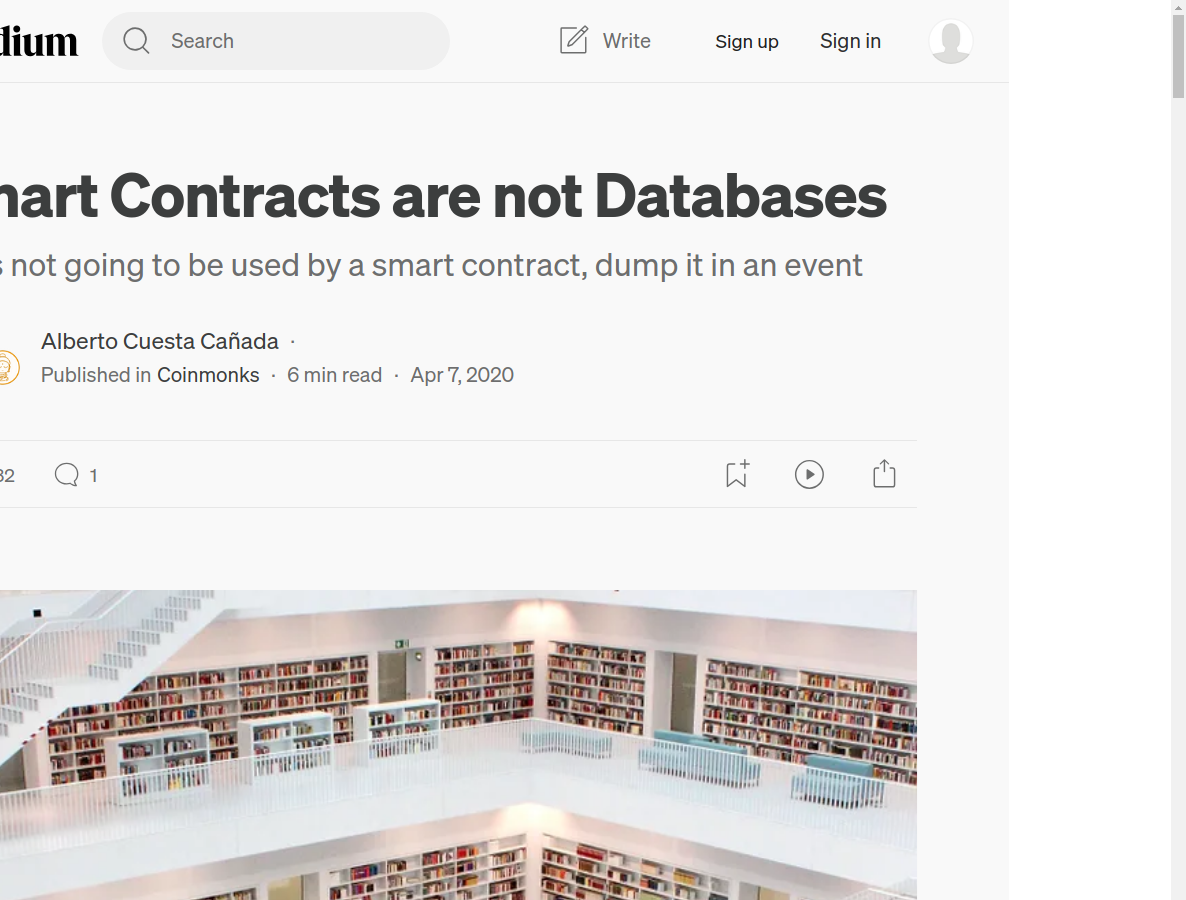 dium
Search
Write
Sign up
Sign in
mart Contracts are not Databases
s not going to be used by a smart contract, dump it in an event
Alberto Cuesta Cañada ·
Published in Coinmonks · 6 min read · Apr 7, 2020
32
1